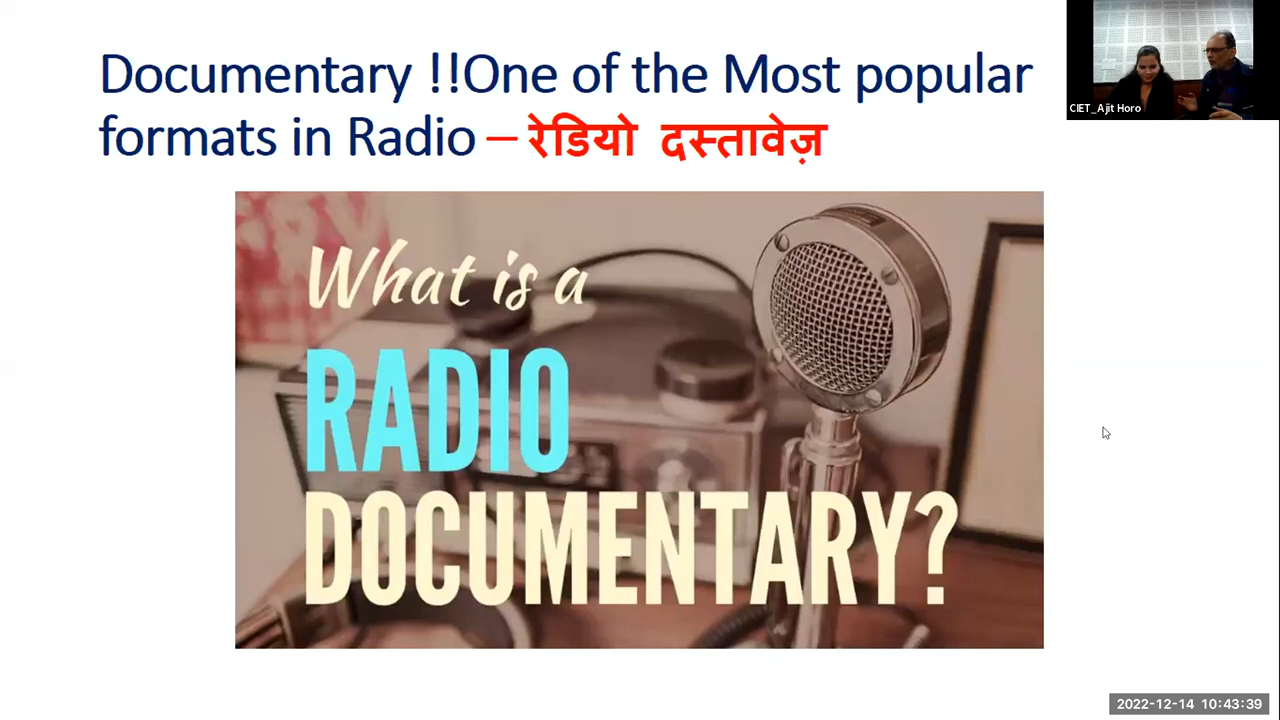 Documentary !!One of the Most popular
formats in Radio – रेडियो दस्तावेज़
CIET_Ajit Horo
What is a
RADIO
DOCUMENTARY?
2022-12-14 10:43:39